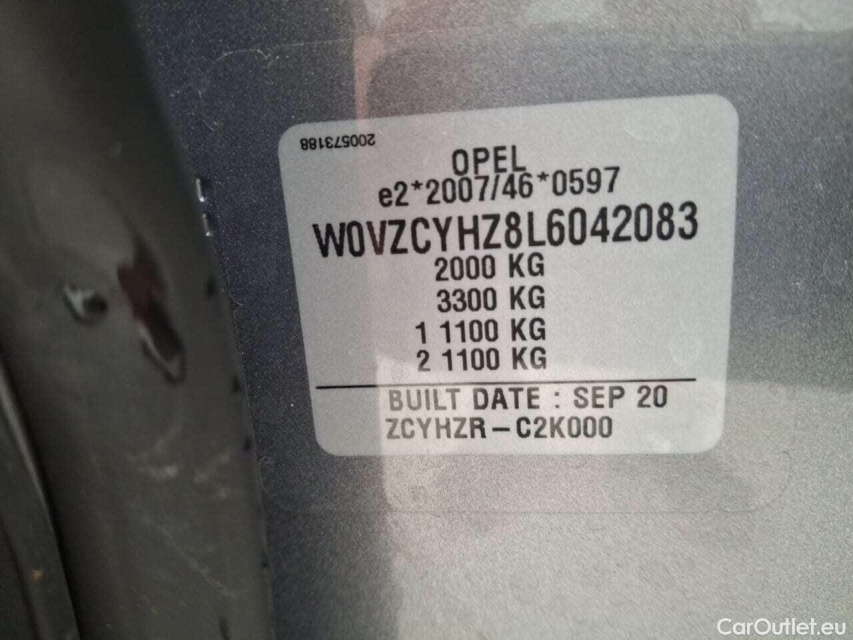 200573188
OPEL
e2*2007/46*0597
W0VZCYHZ8L6042083
2000 KG
3300 KG
1 1100 KG
2 1100 KG
BUILT DATE : SEP 20
ZCYHZR-C2K000
CarOutlet.eu